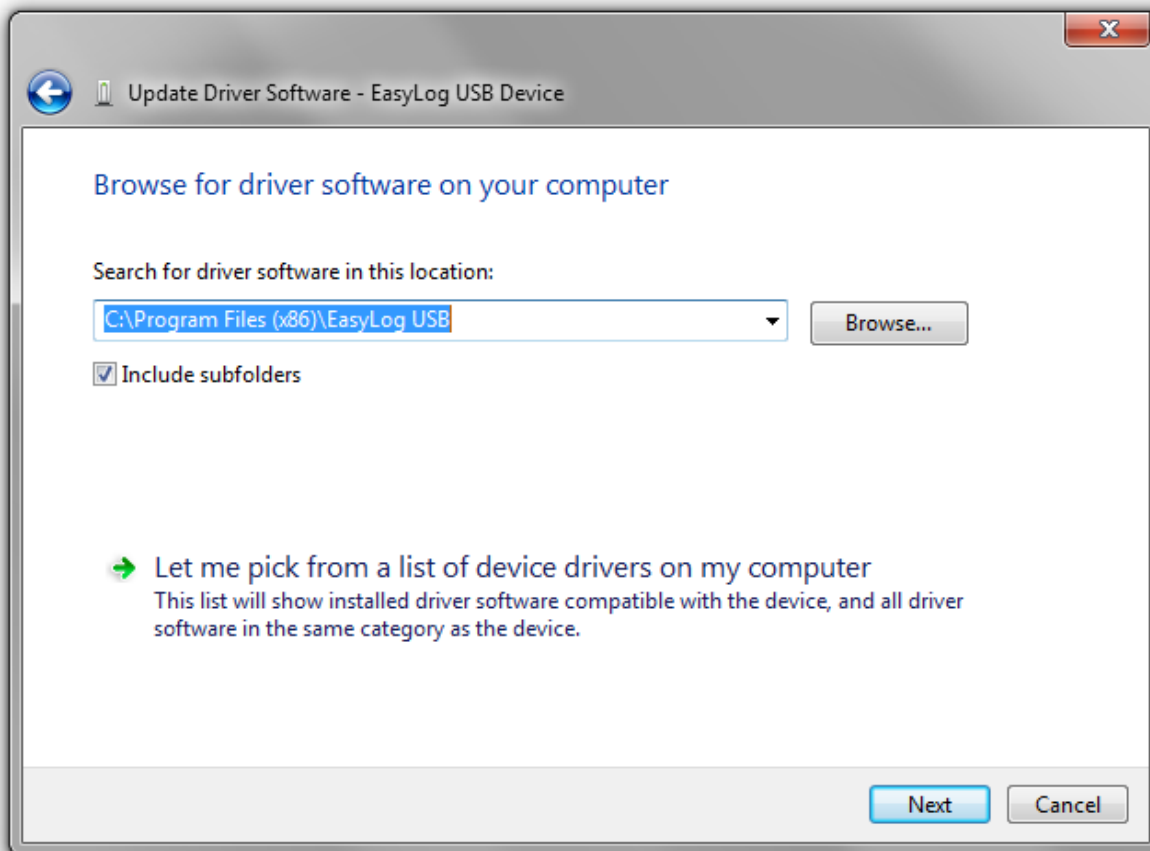 Update Driver Software - EasyLog USB Device
Browse for driver software on your computer
Search for driver software in this location:
C:\Program Files (x86)\EasyLog USB
Browse...
Include subfolders
Let me pick from a list of device drivers on my computer
This list will show installed driver software compatible with the device, and all driver
software in the same category as the device.
Next
Cancel